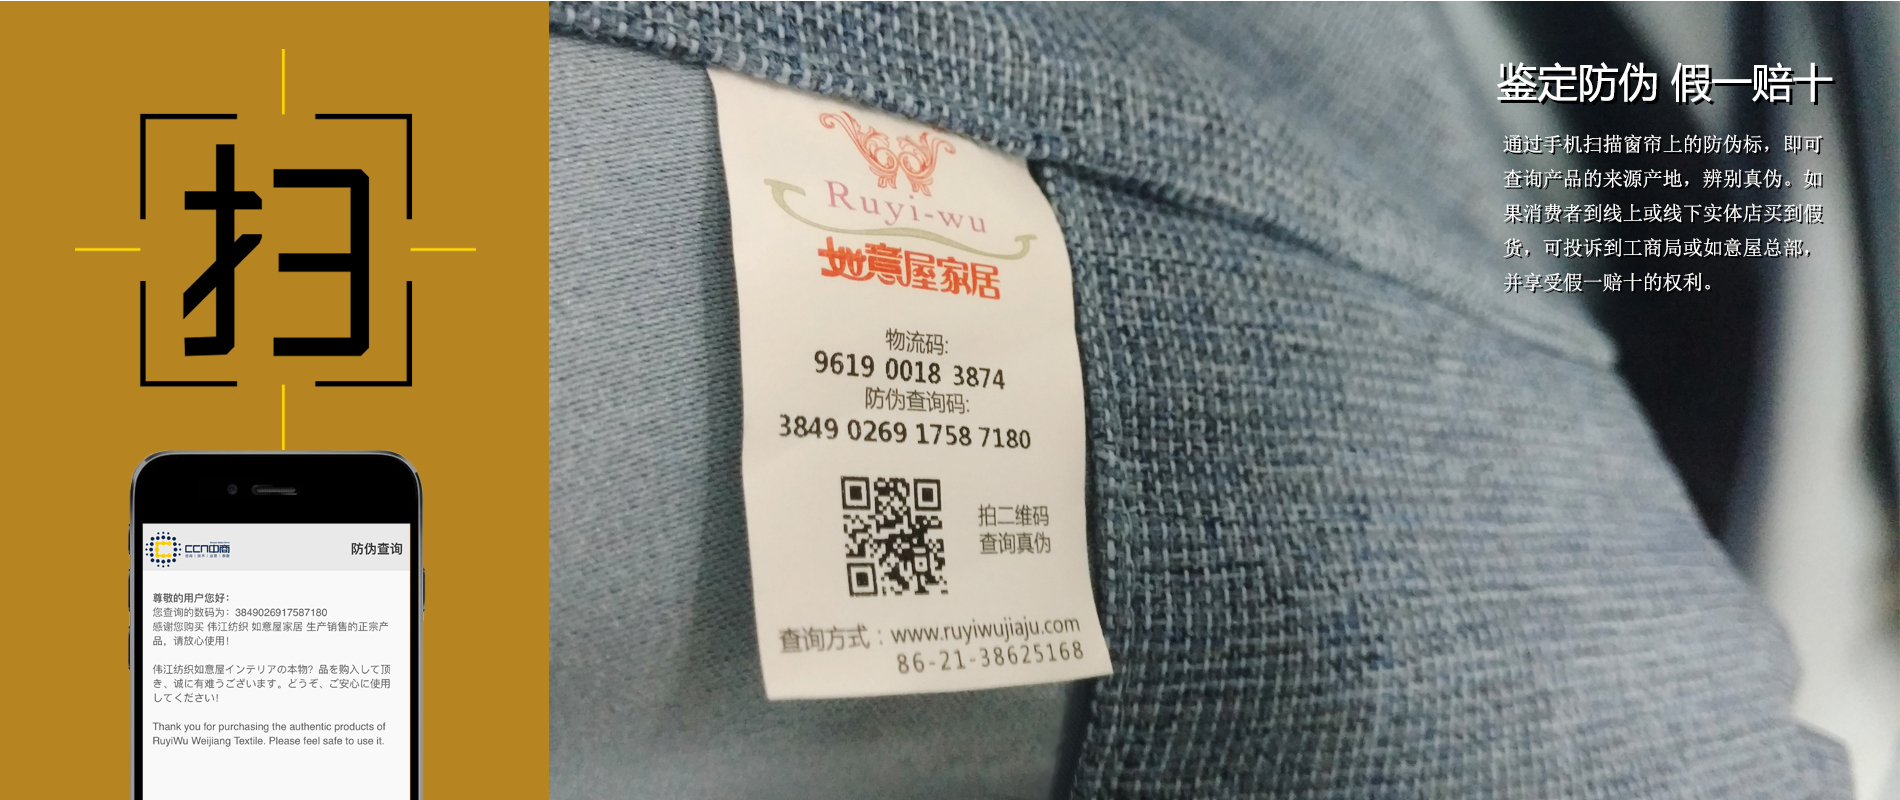 扫
CCN中商
防伪查询
尊敬的用户您好：
您查询的数码为：3849026917587180
感谢您购买 伟江纺织 如意屋家居 生产销售的正宗产
品，请放心使用！
伟江纺织如意屋インテリアの本物？品を购入して顶
き、诚に有难うございます。どうぞ、ご安心に使用
してください！
Thank you for purchasing the authentic products of
RuyiWu Weijiang Textile. Please feel safe to use it.
Ruyi-wu
如意屋家居
物流码:
9619 0018 3874
防伪查询码:
3849 0269 1758 7180
拍二维码
查询真伪
查询方式：www.ruyiwujiaju.com
86-21-38625168
鉴定防伪 假一赔十
通过手机扫描窗帘上的防伪标，即可
查询产品的来源产地，辨别真伪。如
果消费者到线上或线下实体店买到假
货，可投诉到工商局或如意屋总部，
并享受假一赔十的权利。